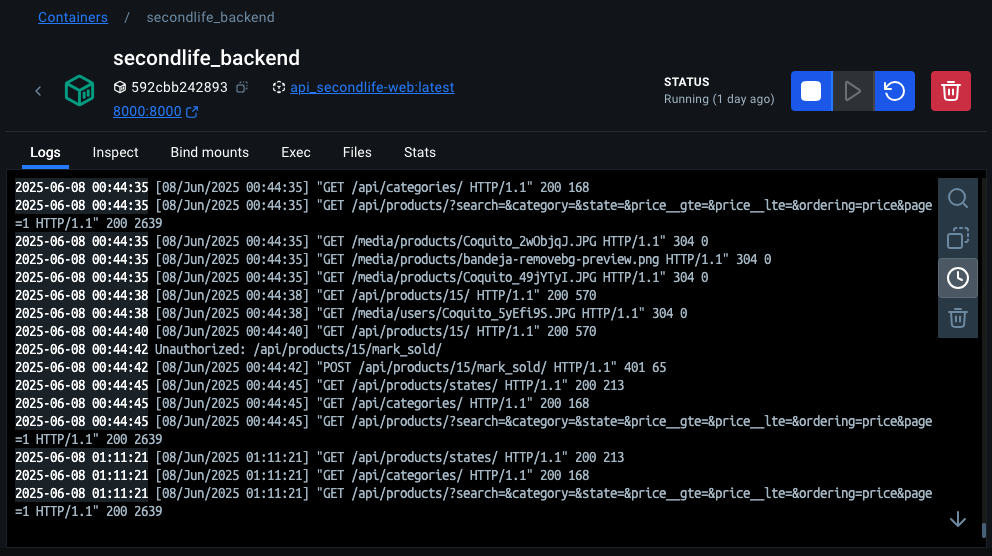 Containers / secondlife_backend
secondlife_backend
592cbb242893 api_secondlife-web:latest
8000:8000
STATUS
Running (1 day ago)
Logs Inspect Bind mounts Exec Files Stats
2025-06-08 00:44:35 [08/Jun/2025 00:44:35] "GET /api/categories/ HTTP/1.1" 200 168
2025-06-08 00:44:35 [08/Jun/2025 00:44:35] "GET /api/products/?search=&category=&state=&price__gte=&price__lte=&ordering=price&page
=1 HTTP/1.1" 200 2639
2025-06-08 00:44:35 [08/Jun/2025 00:44:35] "GET /media/products/Coquito_2wObjqJ.JPG HTTP/1.1" 304 0
2025-06-08 00:44:35 [08/Jun/2025 00:44:35] "GET /media/products/bandeja-removebg-preview.png HTTP/1.1" 304 0
2025-06-08 00:44:35 [08/Jun/2025 00:44:35] "GET /media/products/Coquito_49jYTyI.JPG HTTP/1.1" 304 0
2025-06-08 00:44:38 [08/Jun/2025 00:44:38] "GET /api/products/15/ HTTP/1.1" 200 570
2025-06-08 00:44:38 [08/Jun/2025 00:44:38] "GET /media/users/Coquito_5yEfi9S.JPG HTTP/1.1" 304 0
2025-06-08 00:44:40 [08/Jun/2025 00:44:40] "GET /api/products/15/ HTTP/1.1" 200 570
2025-06-08 00:44:42 Unauthorized: /api/products/15/mark_sold/
2025-06-08 00:44:42 [08/Jun/2025 00:44:42] "POST /api/products/15/mark_sold/ HTTP/1.1" 401 65
2025-06-08 00:44:45 [08/Jun/2025 00:44:45] "GET /api/products/states/ HTTP/1.1" 200 213
2025-06-08 00:44:45 [08/Jun/2025 00:44:45] "GET /api/categories/ HTTP/1.1" 200 168
2025-06-08 00:44:45 [08/Jun/2025 00:44:45] "GET /api/products/?search=&category=&state=&price__gte=&price__lte=&ordering=price&page
=1 HTTP/1.1" 200 2639
2025-06-08 01:11:21 [08/Jun/2025 01:11:21] "GET /api/products/states/ HTTP/1.1" 200 213
2025-06-08 01:11:21 [08/Jun/2025 01:11:21] "GET /api/categories/ HTTP/1.1" 200 168
2025-06-08 01:11:21 [08/Jun/2025 01:11:21] "GET /api/products/?search=&category=&state=&price__gte=&price__lte=&ordering=price&page
=1 HTTP/1.1" 200 2639